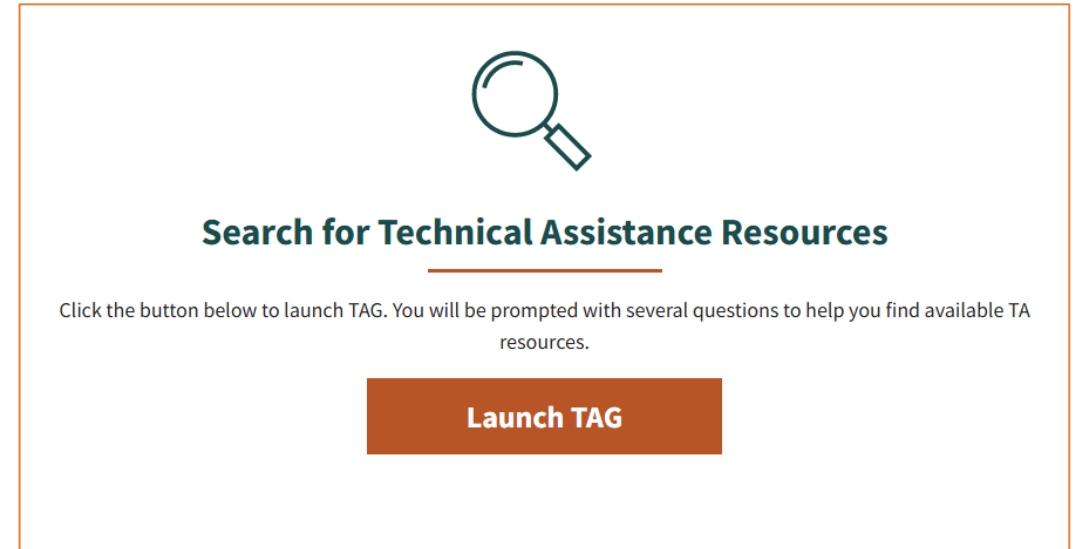 Search for Technical Assistance Resources
Click the button below to launch TAG. You will be prompted with several questions to help you find available TA
resources.
Launch TAG